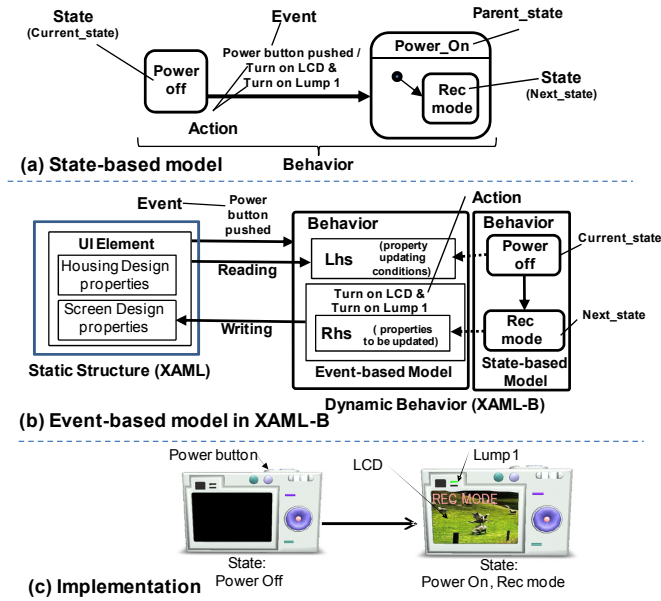 State
(Current_state)
Event
Parent_state
Power button pushed /
Turn on LCD &
Turn on Lump 1
Power
off
Power_On
Rec
mode
State
(Next_state)
Action
Behavior
(a) State-based model
Event
Power
button
pushed
Action
UI Element
Housing Design
properties
Screen Design
properties
Reading
Writing
Behavior
Lhs
(property
updating
conditions)
Turn on LCD &
Turn on Lump 1
Rhs
( properties
to be updated)
Event-based Model
Behavior
Power
off
Current_state
Rec
mode
Next_state
State-based
Model
Static Structure (XAML)
Dynamic Behavior (XAML-B)
(b) Event-based model in XAML-B
Power button
LCD
Lump1
REC MODE
State:
Power Off
State:
Power On, Rec mode
(c) Implementation